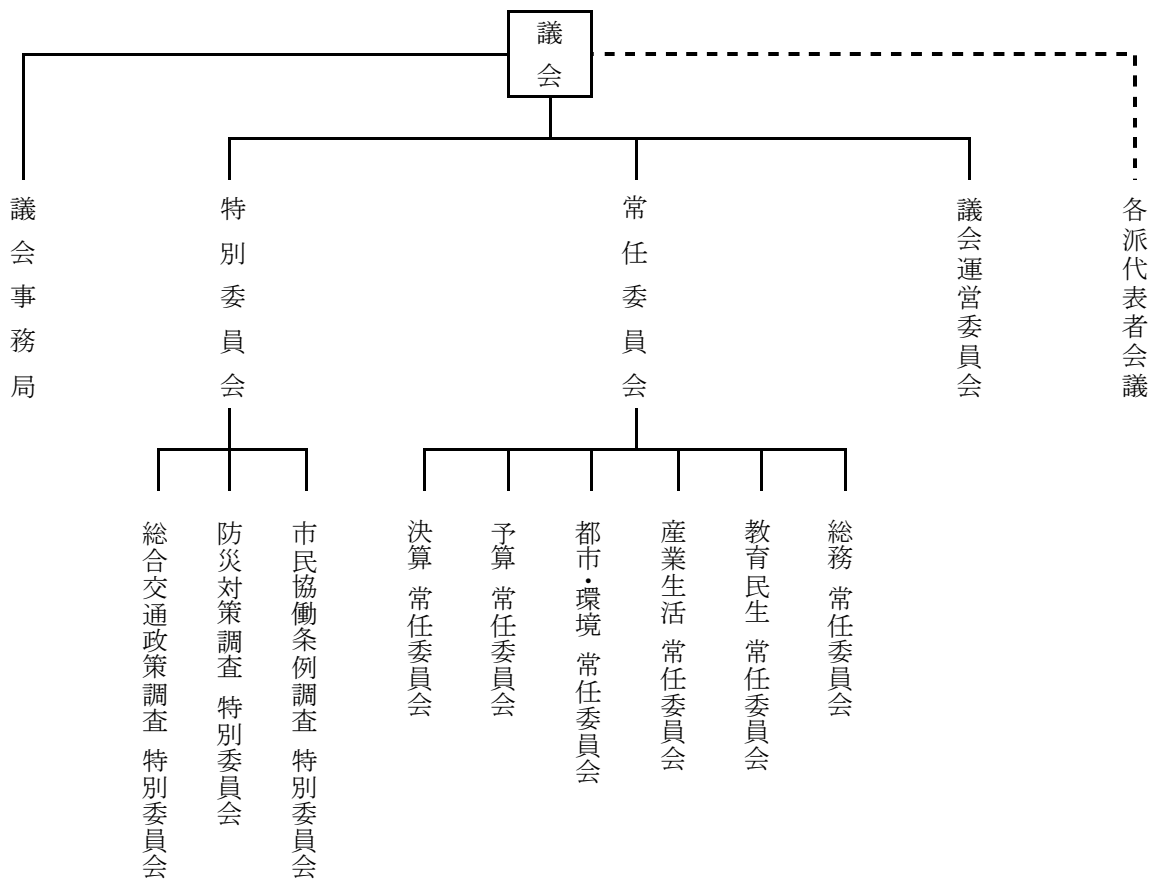 議会
各派代表者会議
議会運営委員会
常任委員会
特別委員会
議会事務局
総務 常任委員会
教育民生 常任委員会
産業生活 常任委員会
都市・環境 常任委員会
予算 常任委員会
決算 常任委員会
市民協働条例調査 特別委員会
防災対策調査 特別委員会
総合交通政策調査 特別委員会